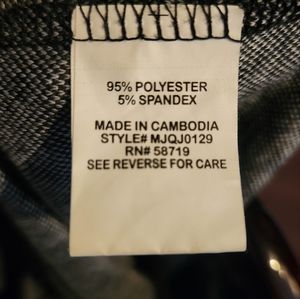 95% POLYESTER
5% SPANDEX
MADE IN CAMBODIA
STYLE# MJQJ0129
RN# 58719
SEE REVERSE FOR CARE